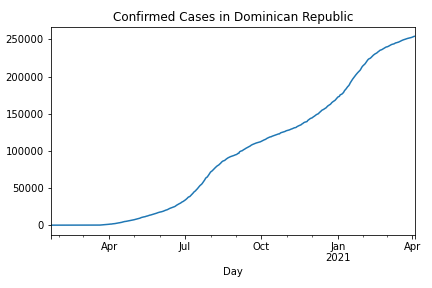 Confirmed Cases in Dominican Republic
250000
200000
150000
100000
50000
0
Apr
Jul
Oct
Jan
2021
Apr
Day